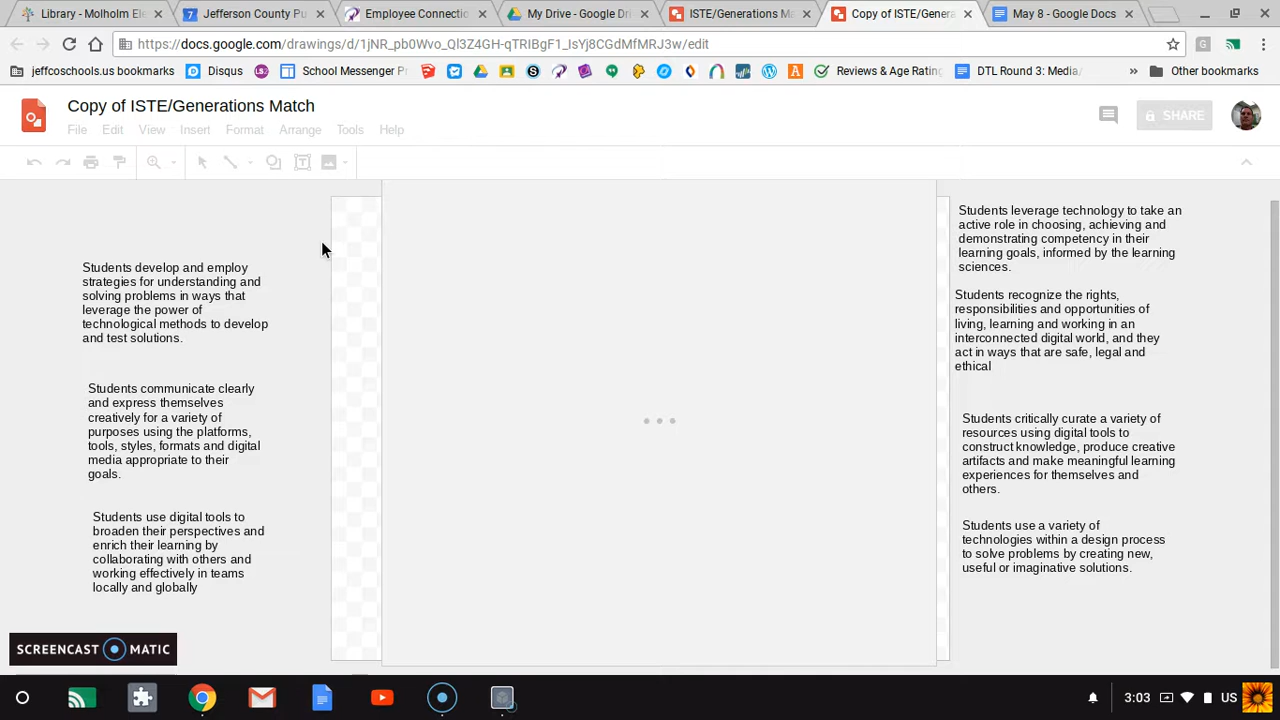 Library - Molholm El
Jefferson County P
Employee Connectio
My Drive - Google Dri
ISTE/Generations M
Copy of ISTE/Genera
May 8 - Google Docs
https://docs.google.com/drawings/d/1jNR_pb0Wvo_Ql3Z4GH-qTRIBgF1_IsYj8CGdMfMRJ3w/edit
jeffcoschools.us bookmarks
Disqus
School Messenger P
Reviews & Age Rating
DTL Round 3: Media/
»
Other bookmarks
Copy of ISTE/Generations Match
File Edit View Insert Format Arrange Tools Help
SHARE
Students develop and employ
strategies for understanding and
solving problems in ways that
leverage the power of
technological methods to develop
and test solutions.
Students communicate clearly
and express themselves
creatively for a variety of
purposes using the platforms,
tools, styles, formats and digital
media appropriate to their
goals.
Students use digital tools to
broaden their perspectives and
enrich their learning by
collaborating with others and
working effectively in teams
locally and globally
Students leverage technology to take an
active role in choosing, achieving and
demonstrating competency in their
learning goals, informed by the learning
sciences.
Students recognize the rights,
responsibilities and opportunities of
living, learning and working in an
interconnected digital world, and they
act in ways that are safe, legal and
ethical
Students critically curate a variety of
resources using digital tools to
construct knowledge, produce creative
artifacts and make meaningful learning
experiences for themselves and
others.
Students use a variety of
technologies within a design process
to solve problems by creating new,
useful or imaginative solutions.
SCREENCAST MATIC
3:03
US